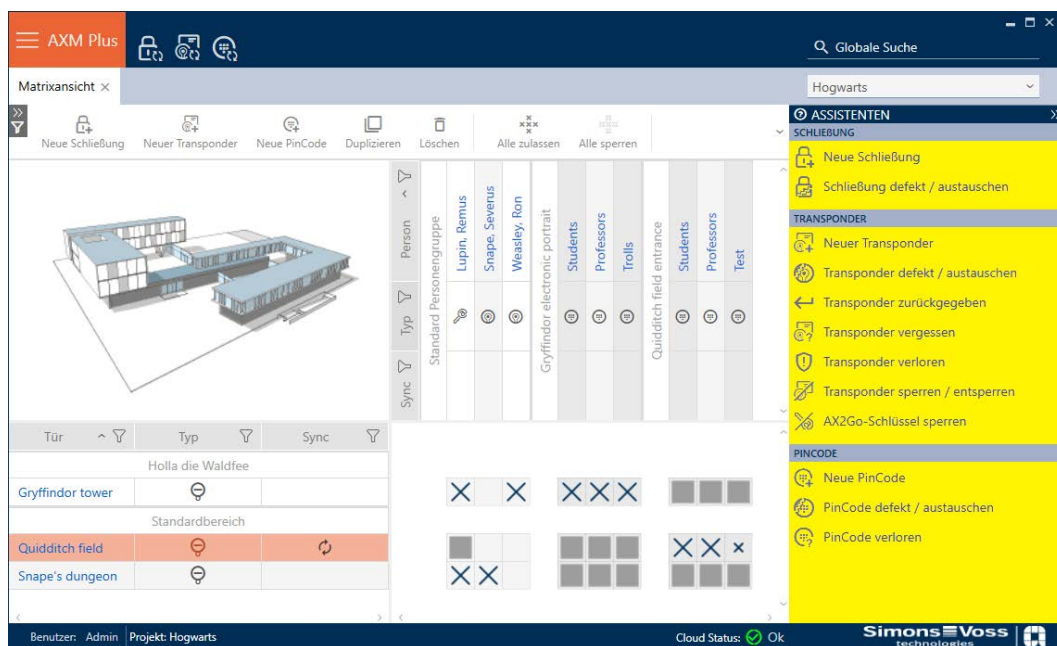 AXM Plus
Globale Suche
Matrixansicht
Hogwarts
Neue Schließung
Neuer Transponder
Neue PinCode
Duplizieren
Löschen
Alle zulassen
Alle sperren
Person
Typ
Sync
Standard Personengruppe
Lupin, Remus
Snape, Severus
Weasley, Ron
Gryffindor electronic portrait
Students
Professors
Trolls
Quidditch field entrance
Students
Professors
Test
Tür Typ Sync
Holla die Waldfee
Gryffindor tower
Standardbereich
Quidditch field
Snape's dungeon
ASSISTENTEN
SCHLIEßUNG
Neue Schließung
Schließung defekt / austauschen
TRANSPONDER
Neuer Transponder
Transponder defekt / austauschen
Transponder zurückgegeben
Transponder vergessen
Transponder verloren
Transponder sperren / entsperren
AX2Go-Schlüssel sperren
PINCODE
Neue PinCode
PinCode defekt / austauschen
PinCode verloren
Benutzer: Admin Projekt: Hogwarts
Cloud Status: Ok
Simons Voss
technologies